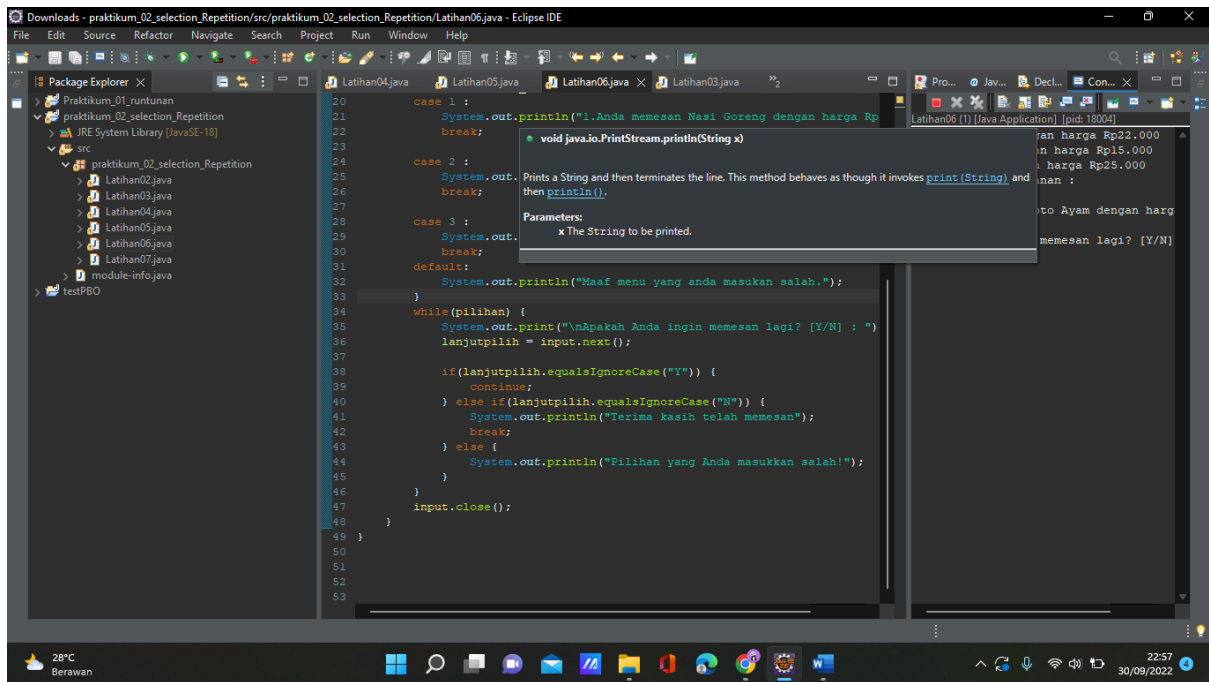 Downloads - praktikum_02_selection_Repetition/src/praktikum_02_selection_Repetition/Latihan06.java - Eclipse IDE
File Edit Source Refactor Navigate Search Project Run Window Help
Package Explorer
Praktikum_01_runtunan
praktikum_02_selection_Repetition
JRE System Library [JavaSE-18]
src
praktikum_02_selection_Repetition
Latihan02.java
Latihan03.java
Latihan04.java
Latihan05.java
Latihan06.java
Latihan07.java
module-info.java
testPBO
Latihan04.java Latihan05.java Latihan06.java Latihan03.java »2
20 case 1 :
21 System.out.println("1.Anda memesan Nasi Goreng dengan harga Rp
22 break;
23
24 case 2 :
25 System.out.
26 break;
27
28 case 3 :
29 System.out.
30 break;
31 default:
32 System.out.println("Maaf menu yang anda masukan salah.");
33 }
34 while(pilihan) {
35 System.out.print("\nApakah Anda ingin memesan lagi? [Y/N] : ")
36 lanjutpilih = input.next();
37
38 if(lanjutpilih.equalsIgnoreCase("Y")) {
39 continue;
40 } else if(lanjutpilih.equalsIgnoreCase("N")) {
41 System.out.println("Terima kasih telah memesan");
42 break;
43 } else {
44 System.out.println("Pilihan yang Anda masukkan salah!");
45 }
46 }
47 input.close();
48 }
49 }
50
51
52
53
void java.io.PrintStream.println(String x)
Prints a String and then terminates the line. This method behaves as though it invokes print(String) and
then println().
Parameters:
x The String to be printed.
Pro... Jav... Decl... Con...
Latihan06 (1) [Java Application] [pid: 18004]
an harga Rp22.000
n harga Rp15.000
harga Rp25.000
nan :
oto Ayam dengan harg
memesan lagi? [Y/N]
28°C
Berawan
22:57
30/09/2022
4